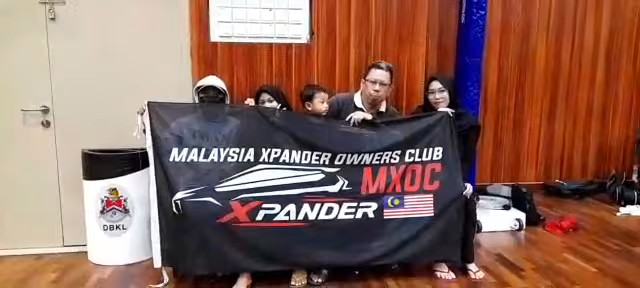 MALAYSIA XPANDER OWNERS CLUB
MXOC
XPANDER
DBKL